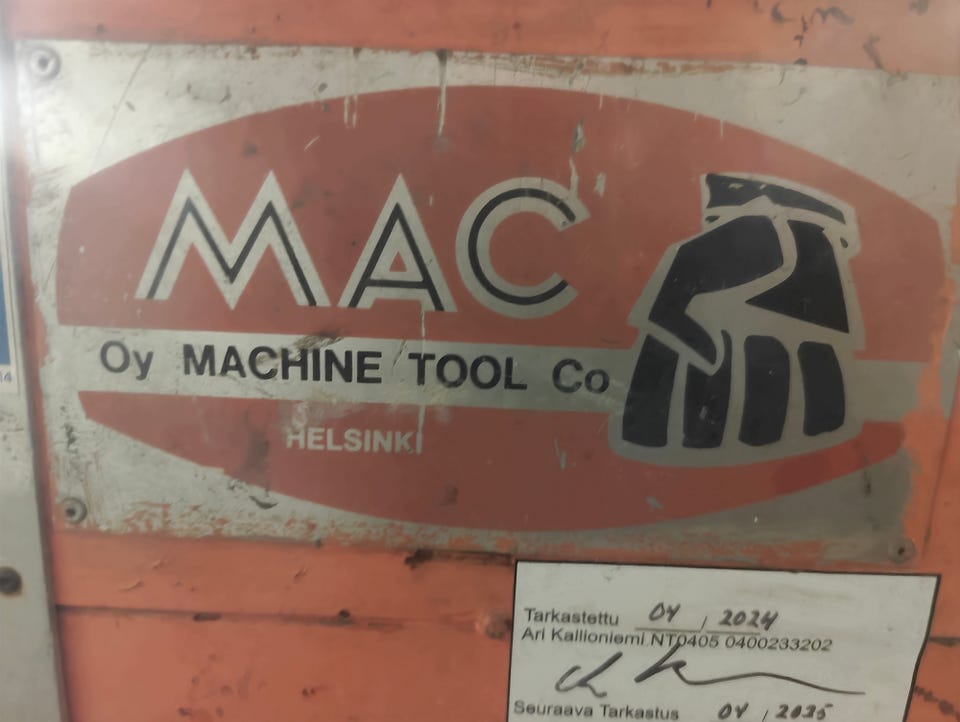 MAC
Oy MACHINE TOOL Co
HELSINKI
Tarkastettu 04 / 2024
Ari Kallioniemi NT0405 0400233202
Seuraava Tarkastus 04 / 2025